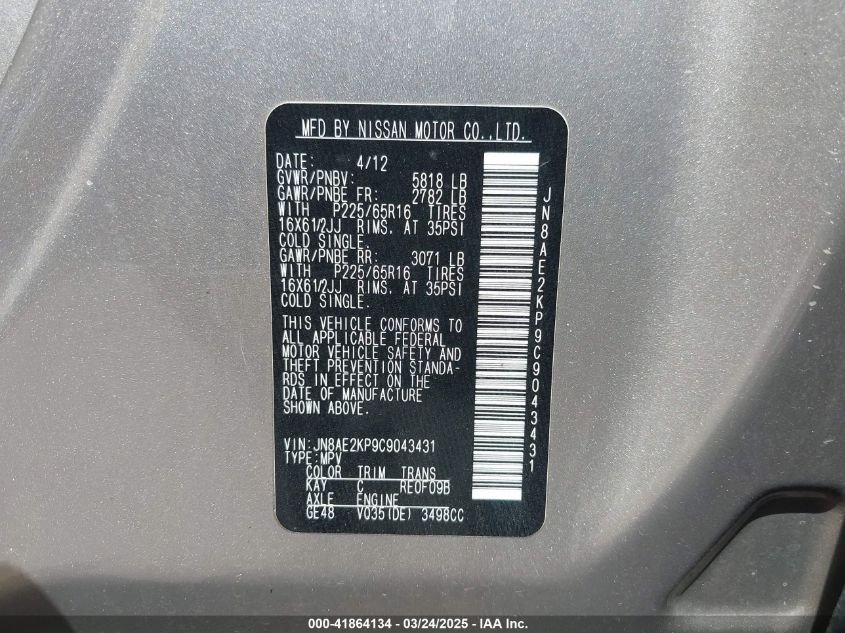 MFD BY NISSAN MOTOR CO.,LTD.
DATE: 4/12
GVWR/PNBV: 5818 LB
GAWR/PNBE FR: 2782 LB
WITH P225/65R16 TIRES
16X61/2JJ RIMS. AT 35PSI
COLD SINGLE.
GAWR/PNBE RR: 3071 LB
WITH P225/65R16 TIRES
16X61/2JJ RIMS. AT 35PSI
COLD SINGLE.
THIS VEHICLE CONFORMS TO
ALL APPLICABLE FEDERAL
MOTOR VEHICLE SAFETY AND
THEFT PREVENTION STANDA-
RDS IN EFFECT ON THE
DATE OF MANUFACTURE
SHOWN ABOVE.
VIN:JN8AE2KP9C9043431
TYPE:MPV
COLOR TRIM TRANS
KAY C RE0F09B
AXLE ENGINE
GE48 VQ35(DE) 3498CC
JN8AE2KP9C9043431
000-41864134 - 03/24/2025 - IAA Inc.